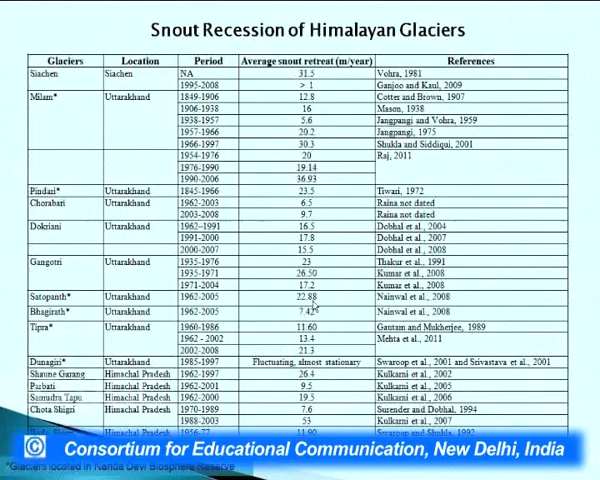 Snout Recession of Himalayan Glaciers
Glaciers Location Period Average snout retreat (m/year) References
Siachen Siachen NA 31.5 Vohra, 1981
1995-2008 > 1 Ganjoo and Kaul, 2009
Milam* Uttarakhand 1849-1906 12.8 Cotter and Brown, 1907
1906-1938 16 Mason, 1938
1938-1957 5.6 Jangpangi and Vohra, 1959
1957-1966 20.2 Jangpangi, 1975
1966-1997 30.3 Shukla and Siddiqui, 2001
1954-1976 20 Raj, 2011
1976-1990 19.14
1990-2006 36.93
Pindari* Uttarakhand 1845-1966 23.5 Tiwari, 1972
Chorabari Uttarakhand 1962-2003 6.5 Raina not dated
2003-2008 9.7 Raina not dated
Dokriani Uttarakhand 1962–1991 16.5 Dobhal et al., 2004
1991-2000 17.8 Dobhal et al., 2007
2000-2007 15.5 Dobhal et al., 2008
Gangotri Uttarakhand 1935-1976 23 Thakur et al., 1991
1935-1971 26.50 Kumar et al., 2008
1971-2004 17.2 Kumar et al., 2008
Satopanth* Uttarakhand 1962-2005 22.88 Nainwal et al., 2008
Bhagirath* Uttarakhand 1962-2005 7.42 Nainwal et al., 2008
Tipra* Uttarakhand 1960-1986 11.60 Gautam and Mukherjee, 1989
1962 - 2002 13.4 Mehta et al., 2011
2002-2008 21.3
Dunagiri* Uttarakhand 1985-1997 Fluctuating, almost stationary Swaroop et al., 2001 and Srivastava et al., 2001
Shaune Garang Himachal Pradesh 1962-1997 26.4 Kulkarni et al., 2002
Parbati Himachal Pradesh 1962-2001 9.5 Kulkarni et al., 2005
Samudra Tapu Himachal Pradesh 1962-2000 19.5 Kulkarni et al., 2006
Chota Shigri Himachal Pradesh 1970-1989 7.6 Surender and Dobhal, 1994
1988-2003 53 Kulkarni et al., 2007
Himachal Pradesh 1956-77 11.90 Swaroop and Shukla, 1992
© Consortium for Educational Communication, New Delhi, India
*Glaciers located in Nanda Devi Biosphere Reserve